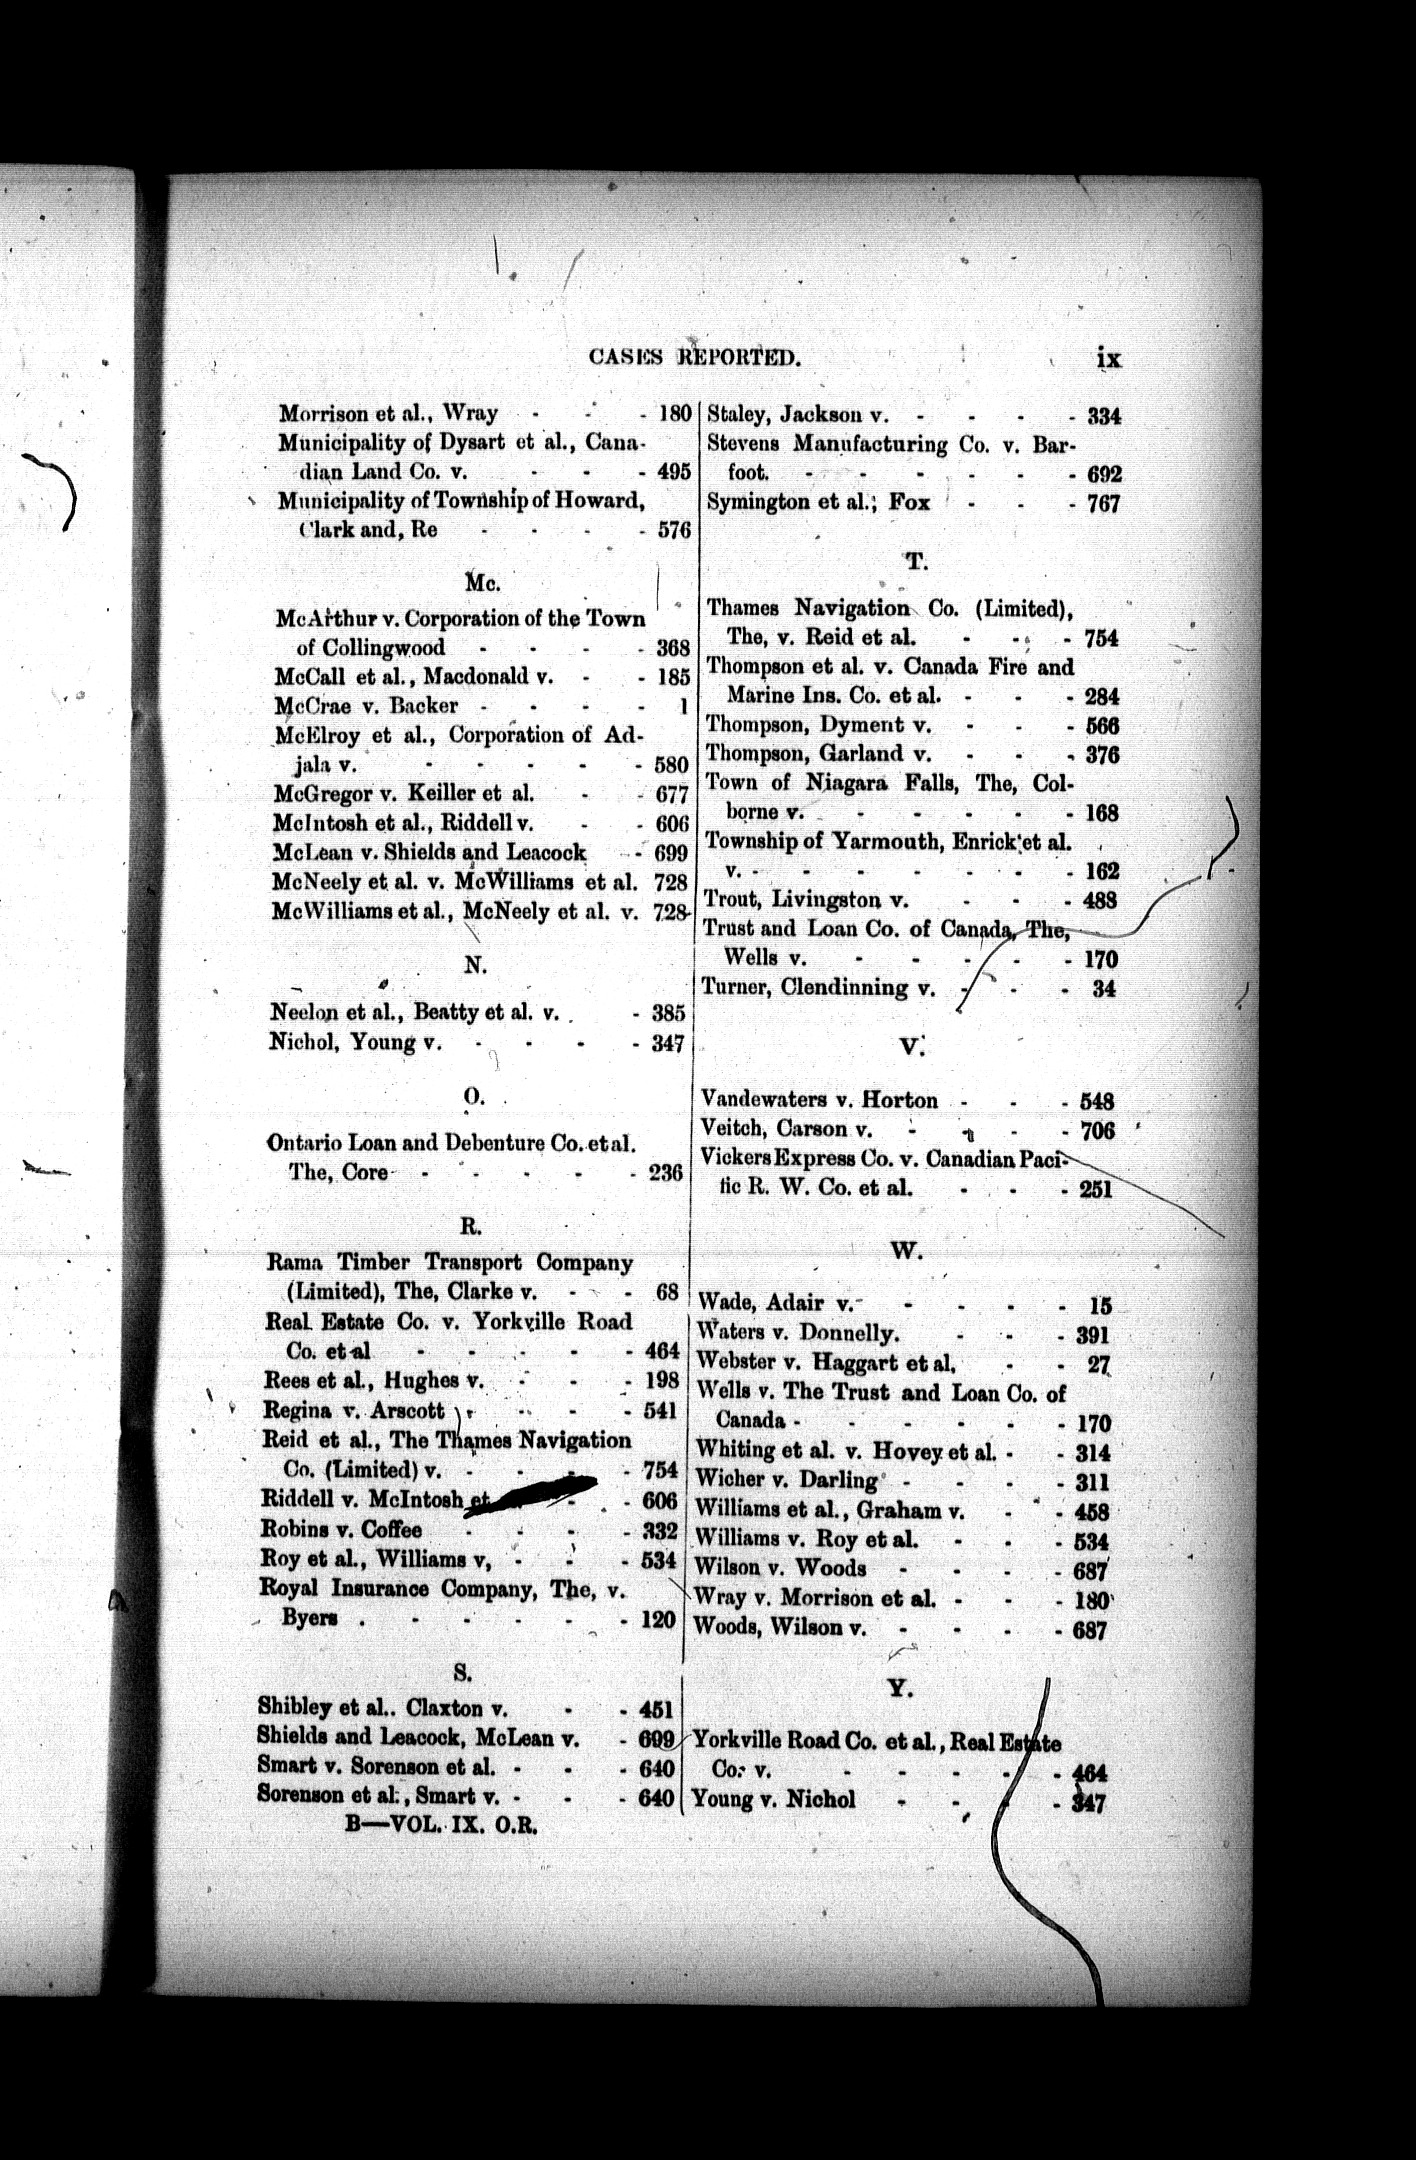 CASES REPORTED. ix
Morrison et al., Wray - - - 180
Municipality of Dysart et al., Cana-
dian Land Co. v. - - - 495
Municipality of Township of Howard,
Clark and, Re - - - - 576
Mc.
McArthur v. Corporation of the Town
of Collingwood - - - - 368
McCall et al., Macdonald v. - - 185
McCrae v. Backer - - - - 1
McElroy et al., Corporation of Ad-
jala v. - - - - - 580
McGregor v. Keiller et al. - - 677
McIntosh et al., Riddell v. - - 606
McLean v. Shields and Leacock - 699
McNeely et al. v. McWilliams et al. 728
McWilliams et al., McNeely et al. v. 728
N.
Neelon et al., Beatty et al. v. - 385
Nichol, Young v. - - - - 347
O.
Ontario Loan and Debenture Co. et al.
The, Core - - - - - 236
R.
Rama Timber Transport Company
(Limited), The, Clarke v. - - 68
Real Estate Co. v. Yorkville Road
Co. et al - - - - - 464
Rees et al., Hughes v. - - - 198
Regina v. Arscott - - - - 541
Reid et al., The Thames Navigation
Co. (Limited) v. - - - - 754
Riddell v. McIntosh et - - 606
Robins v. Coffee - - - - 332
Roy et al., Williams v, - - - 534
Royal Insurance Company, The, v.
Byers . - - - - - 120
S.
Shibley et al.. Claxton v. - - 451
Shields and Leacock, McLean v. - 699
Smart v. Sorenson et al. - - - 640
Sorenson et al., Smart v. - - - 640
B—VOL. IX. O.R.
Staley, Jackson v. - - - - 334
Stevens Manufacturing Co. v. Bar-
foot. - - - - - - 692
Symington et al.; Fox - - - 767
T.
Thames Navigation Co. (Limited),
The, v. Reid et al. - - - 754
Thompson et al. v. Canada Fire and
Marine Ins. Co. et al. - - - 284
Thompson, Dyment v. - - - 566
Thompson, Garland v. - - - 376
Town of Niagara Falls, The, Col-
borne v. - - - - - 168
Township of Yarmouth, Enrick et al.
v. - - - - - - - 162
Trout, Livingston v. - - - 488
Trust and Loan Co. of Canada, The,
Wells v. - - - - - 170
Turner, Clendinning v. - - - 34
V.
Vandewaters v. Horton - - - 548
Veitch, Carson v. - - - - 706
Vickers Express Co. v. Canadian Paci-
fic R. W. Co. et al. - - - 251
W.
Wade, Adair v. - - - - 15
Waters v. Donnelly. - - - 391
Webster v. Haggart et al. - - 27
Wells v. The Trust and Loan Co. of
Canada - - - - - - 170
Whiting et al. v. Hovey et al. - - 314
Wicher v. Darling - - - - 311
Williams et al., Graham v. - - 458
Williams v. Roy et al. - - - 534
Wilson v. Woods - - - - 687
Wray v. Morrison et al. - - - 180
Woods, Wilson v. - - - - 687
Y.
Yorkville Road Co. et al., Real Estate
Co. v. - - - - - 464
Young v. Nichol - - - - 347